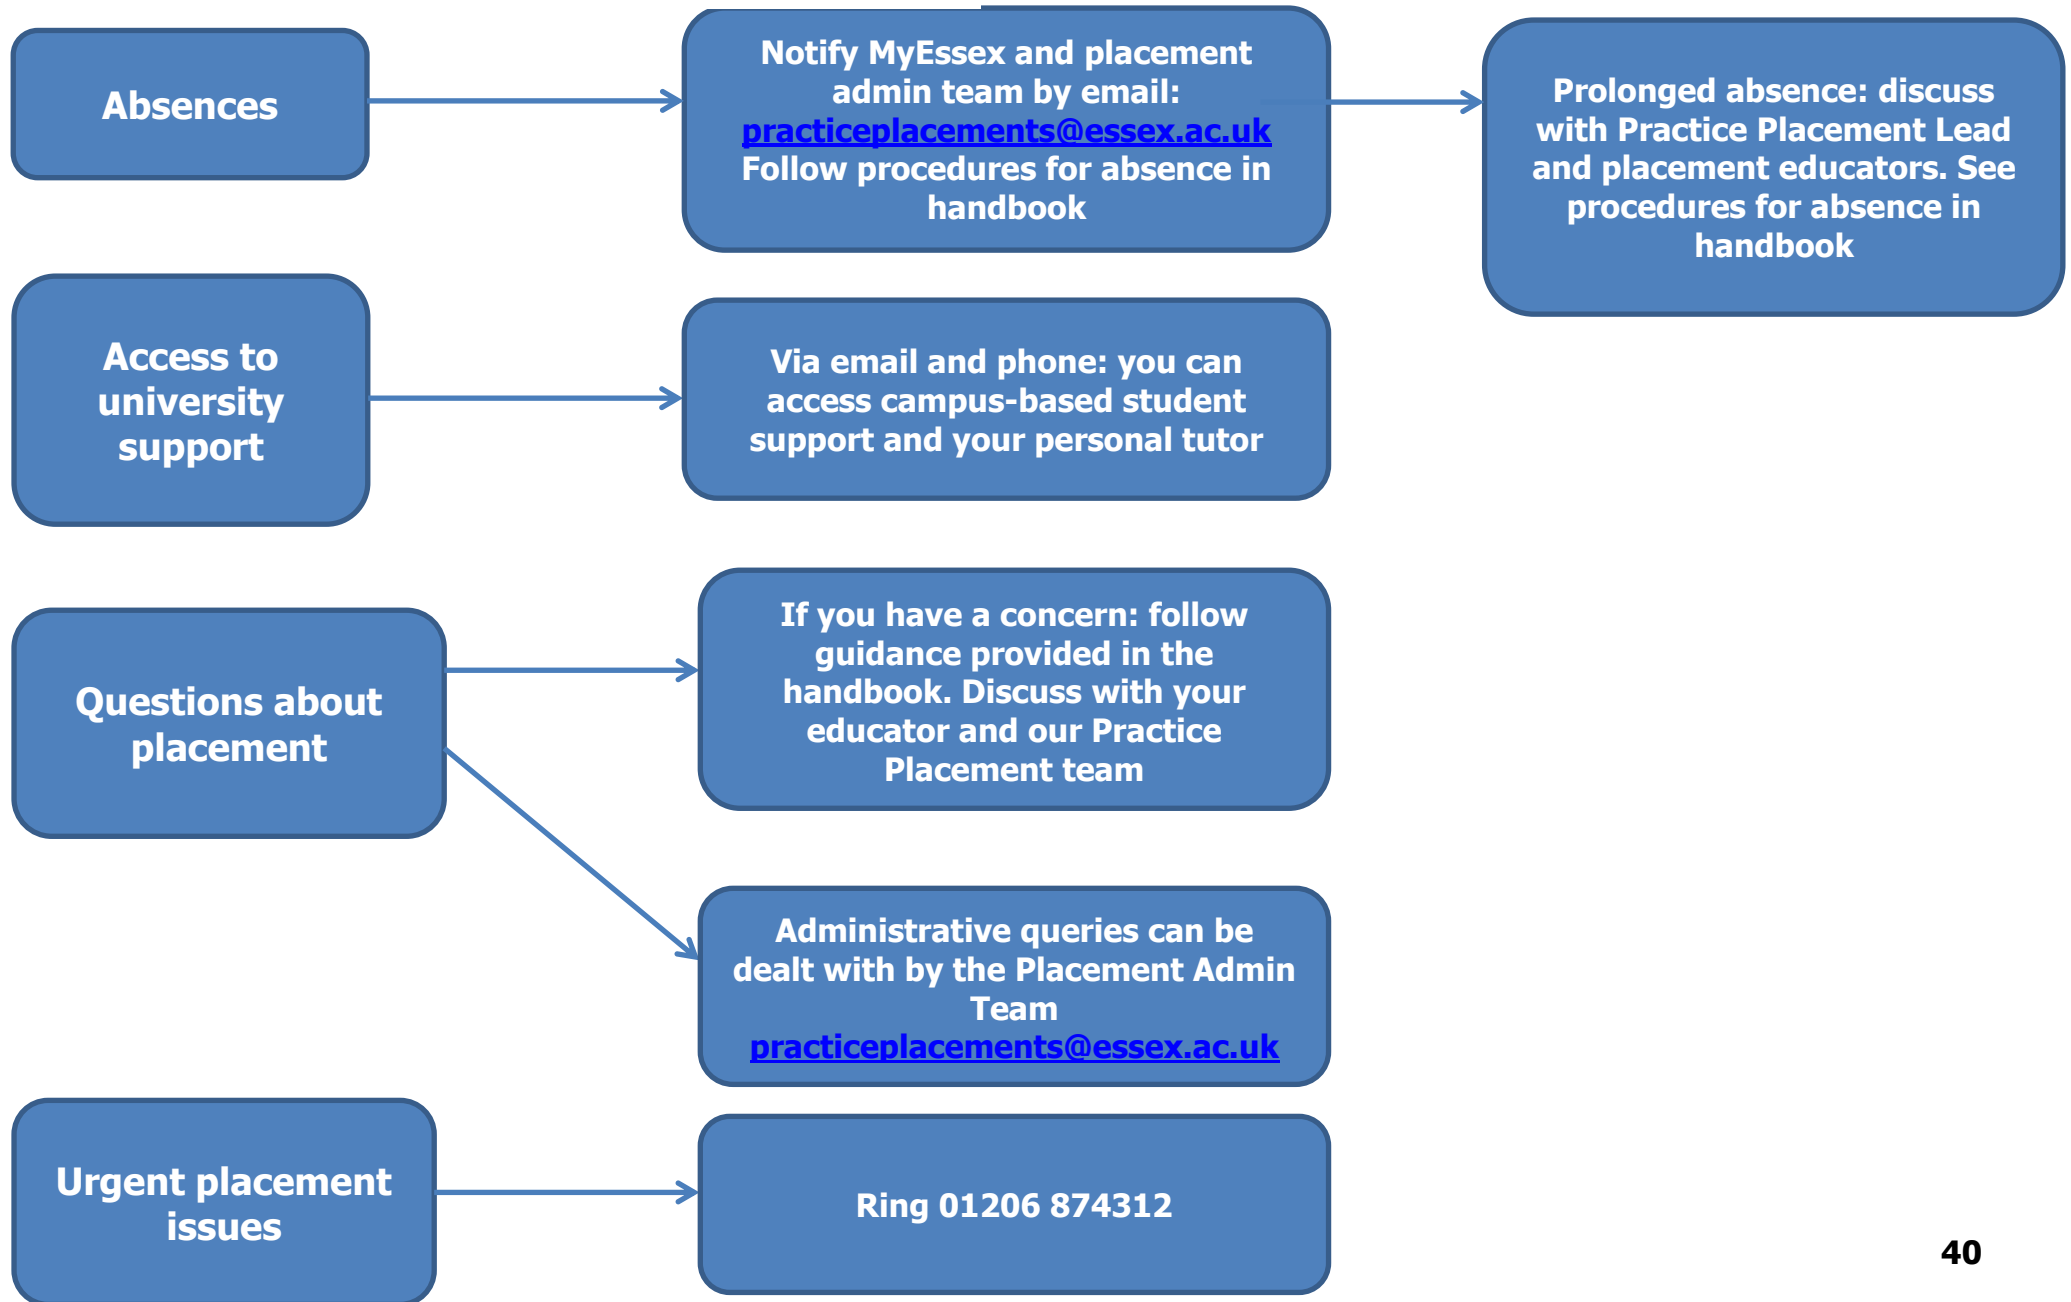 Absences
Notify MyEssex and placement
admin team by email:
practiceplacements@essex.ac.uk
Follow procedures for absence in
handbook
Prolonged absence: discuss
with Practice Placement Lead
and placement educators. See
procedures for absence in
handbook
Access to
university
support
Via email and phone: you can
access campus-based student
support and your personal tutor
Questions about
placement
If you have a concern: follow
guidance provided in the
handbook. Discuss with your
educator and our Practice
Placement team
Administrative queries can be
dealt with by the Placement Admin
Team
practiceplacements@essex.ac.uk
Urgent placement
issues
Ring 01206 874312
40